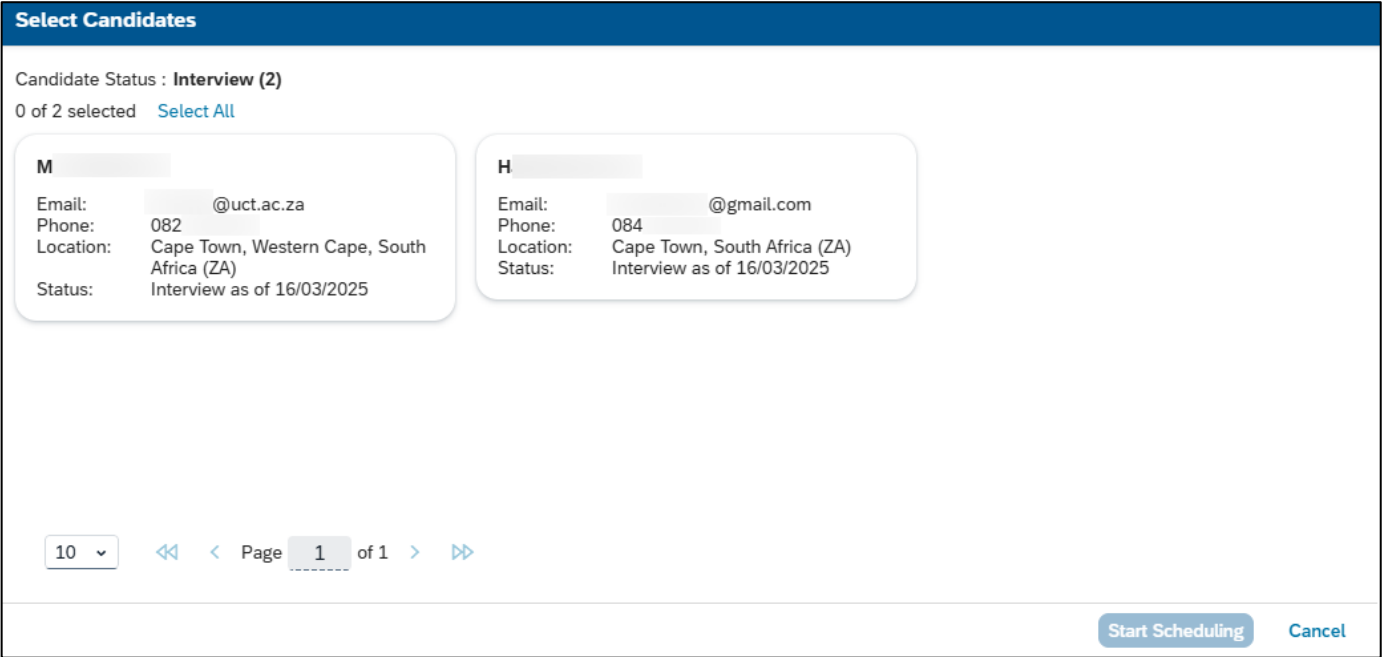 Select Candidates
Candidate Status : Interview (2)
0 of 2 selected Select All
M
Email: @uct.ac.za
Phone: 082
Location: Cape Town, Western Cape, South
Africa (ZA)
Status: Interview as of 16/03/2025
H
Email: @gmail.com
Phone: 084
Location: Cape Town, South Africa (ZA)
Status: Interview as of 16/03/2025
10 Page 1 of 1
Start Scheduling Cancel